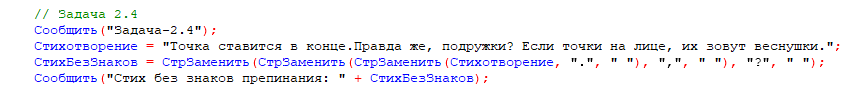 // Задача 2.4
Сообщить("Задача-2.4");
Стихотворение = "Точка ставится в конце.Правда же, подружки? Если точки на лице, их зовут веснушки.";
СтихБезЗнаков = СтрЗаменить(СтрЗаменить(СтрЗаменить(Стихотворение, ".", " "), ",", " "), "?", " ");
Сообщить("Стих без знаков препинания: " + СтихБезЗнаков);